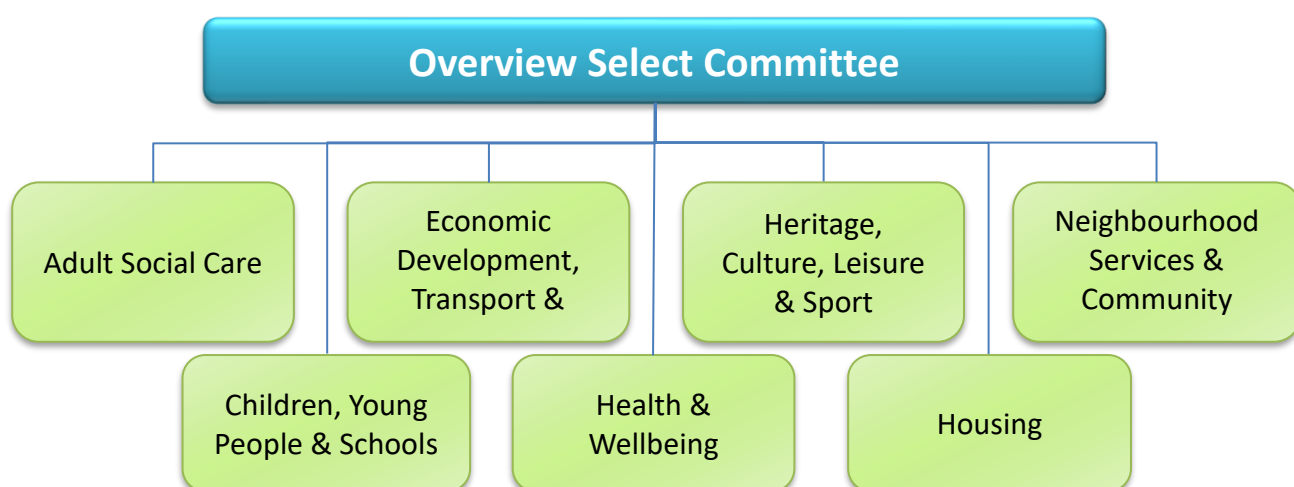 Overview Select Committee
Adult Social Care
Economic
Development,
Transport &
Heritage,
Culture, Leisure
& Sport
Neighbourhood
Services &
Community
Children, Young
People & Schools
Health &
Wellbeing
Housing